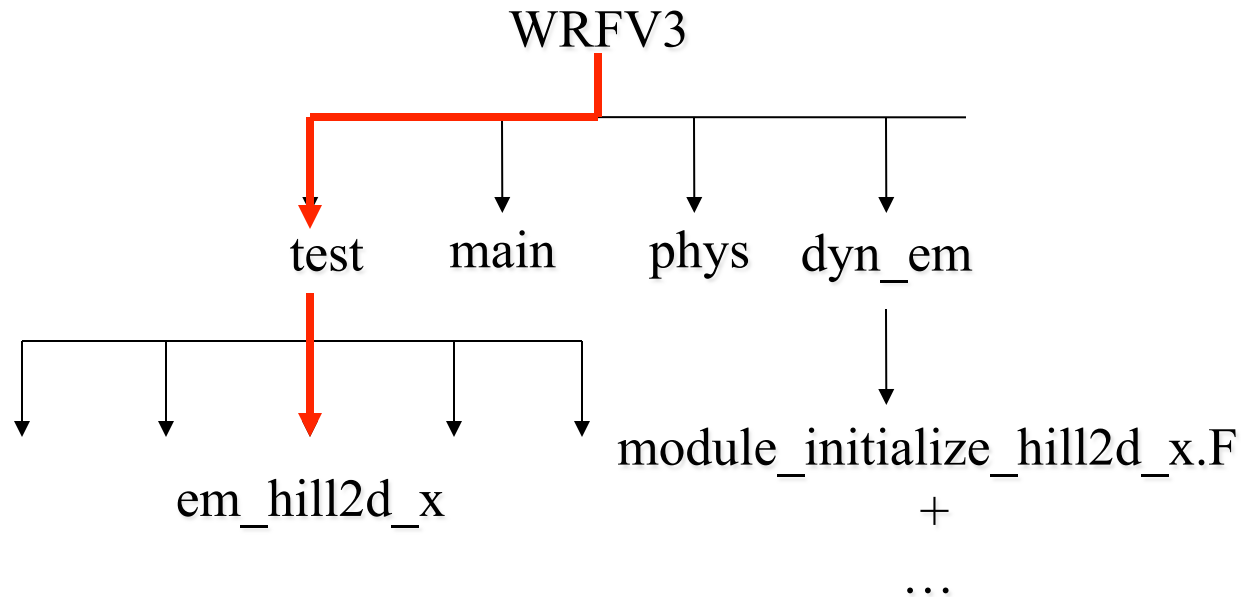 WRFV3
test main phys dyn_em
em_hill2d_x
module_initialize_hill2d_x.F
+
...